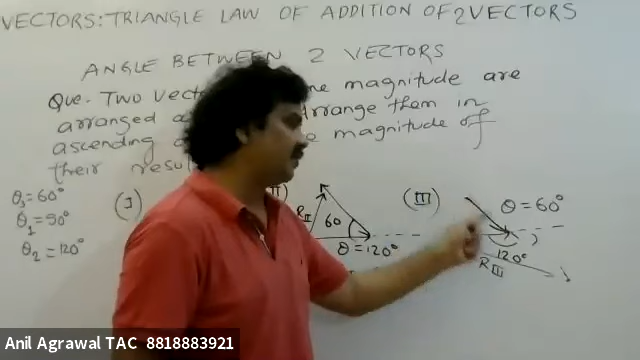 VECTORS: TRIANGLE LAW OF ADDITION OF 2 VECTORS
ANGLE BETWEEN 2 VECTORS
Que. Two vect me magnitude are
arranged a rrange them in
ascending e magnitude of
their resu
θ3=60°
θ1=90°
θ2=120°
(I)
RII
60
θ=120°
(III)
θ=60°
120°
RIII
Anil Agrawal TAC 8818883921